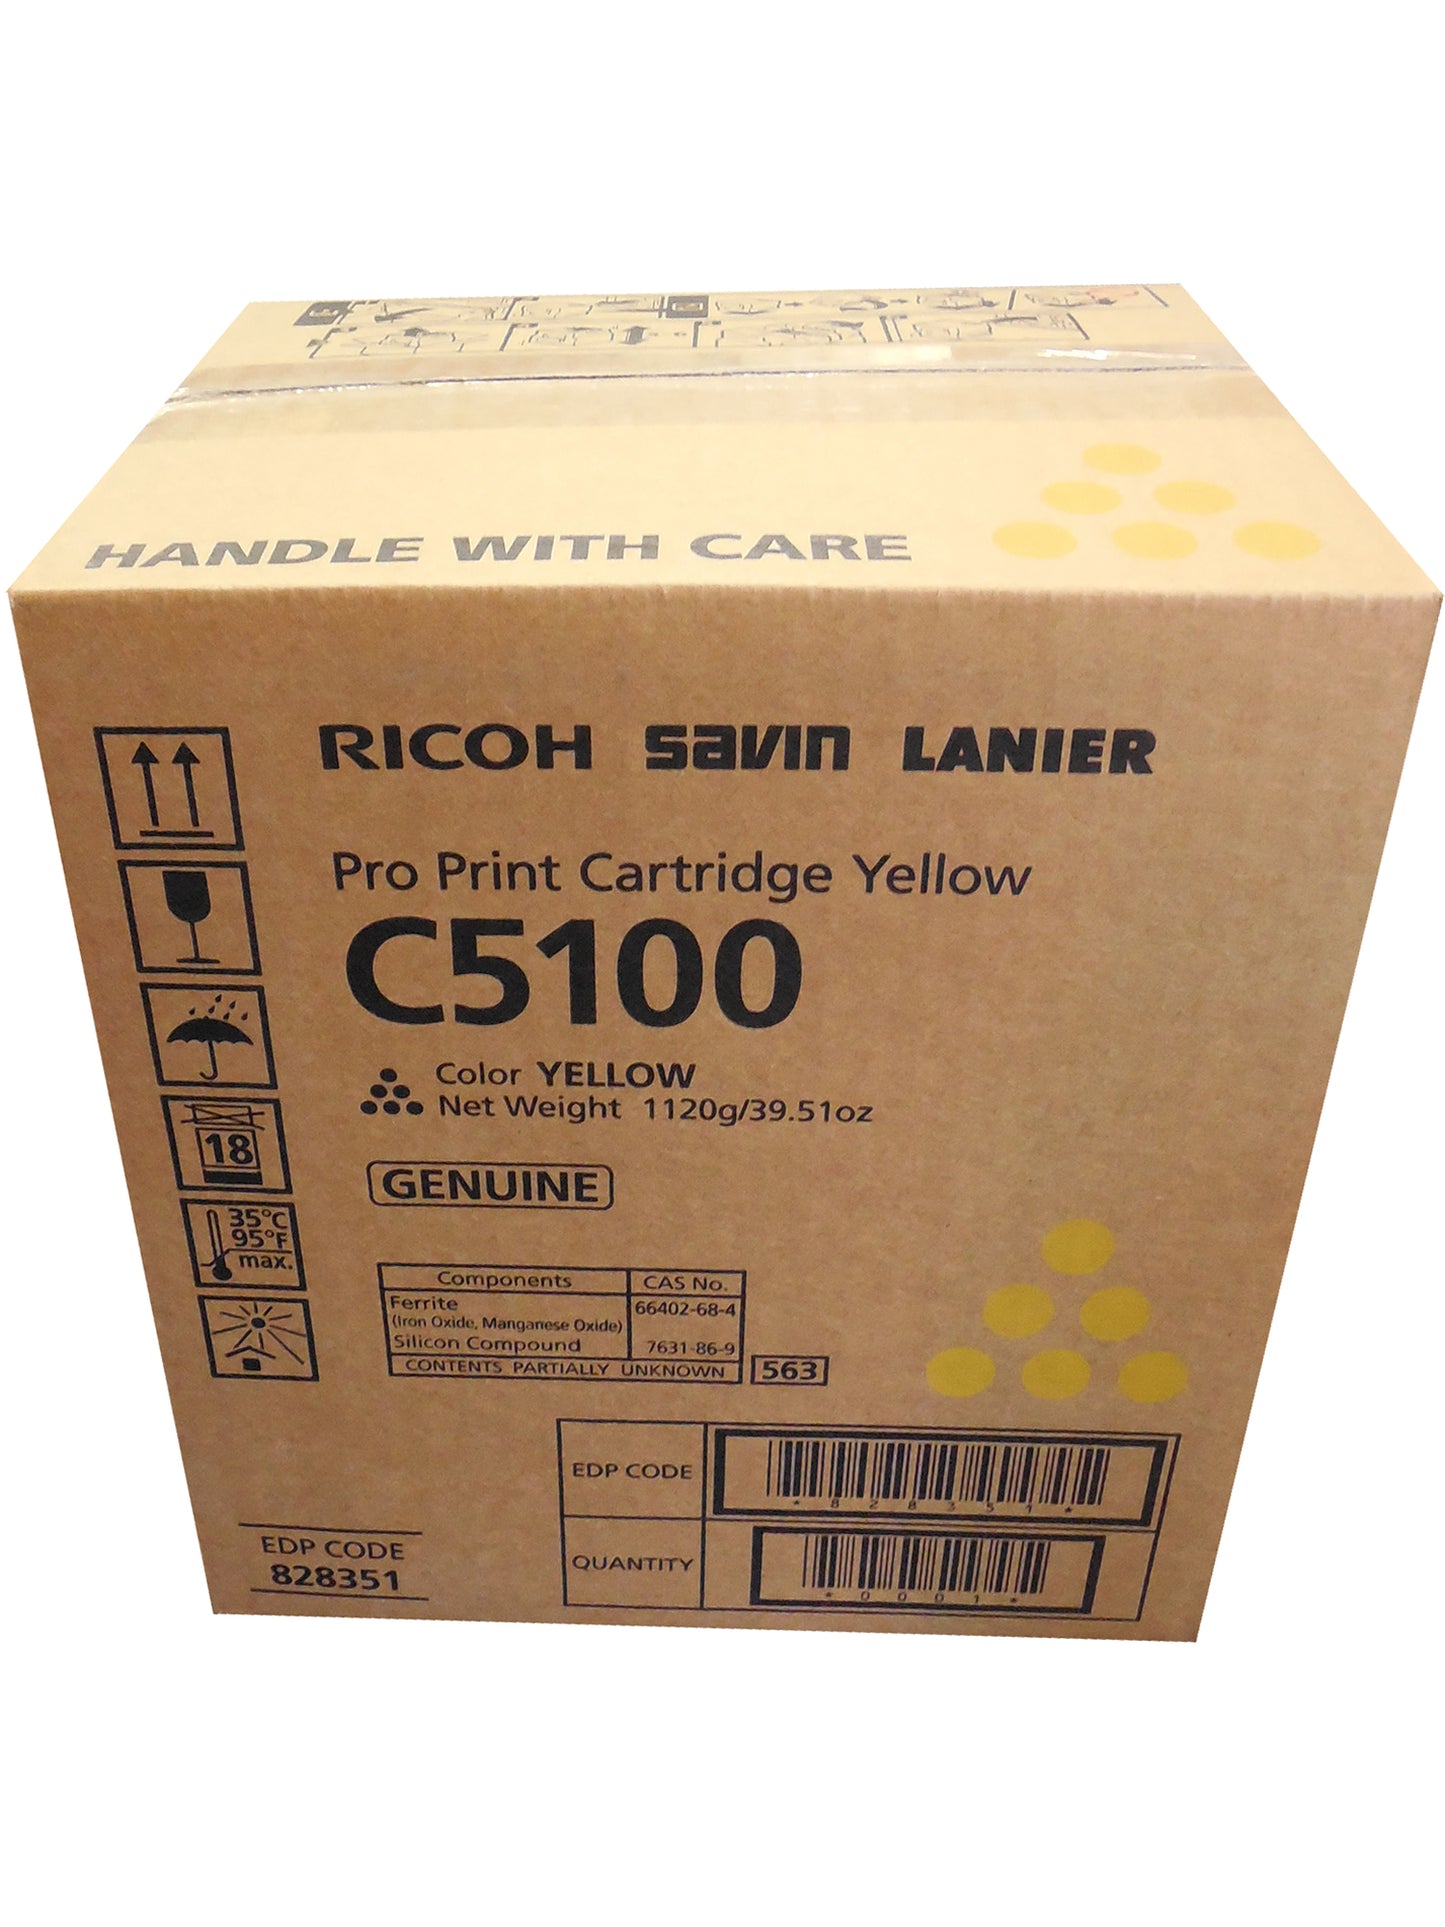 HANDLE WITH CARE
RICOH savin LANIER
Pro Print Cartridge Yellow
C5100
Color YELLOW
Net Weight 1120g/39.51oz
GENUINE
18
35°C
95°F
max.
Components CAS No.
Ferrite 66402-68-4
(Iron Oxide, Manganese Oxide)
Silicon Compound 7631-86-9
CONTENTS PARTIALLY UNKNOWN 563
EDP CODE
*828351*
QUANTITY
*0001*
EDP CODE
828351